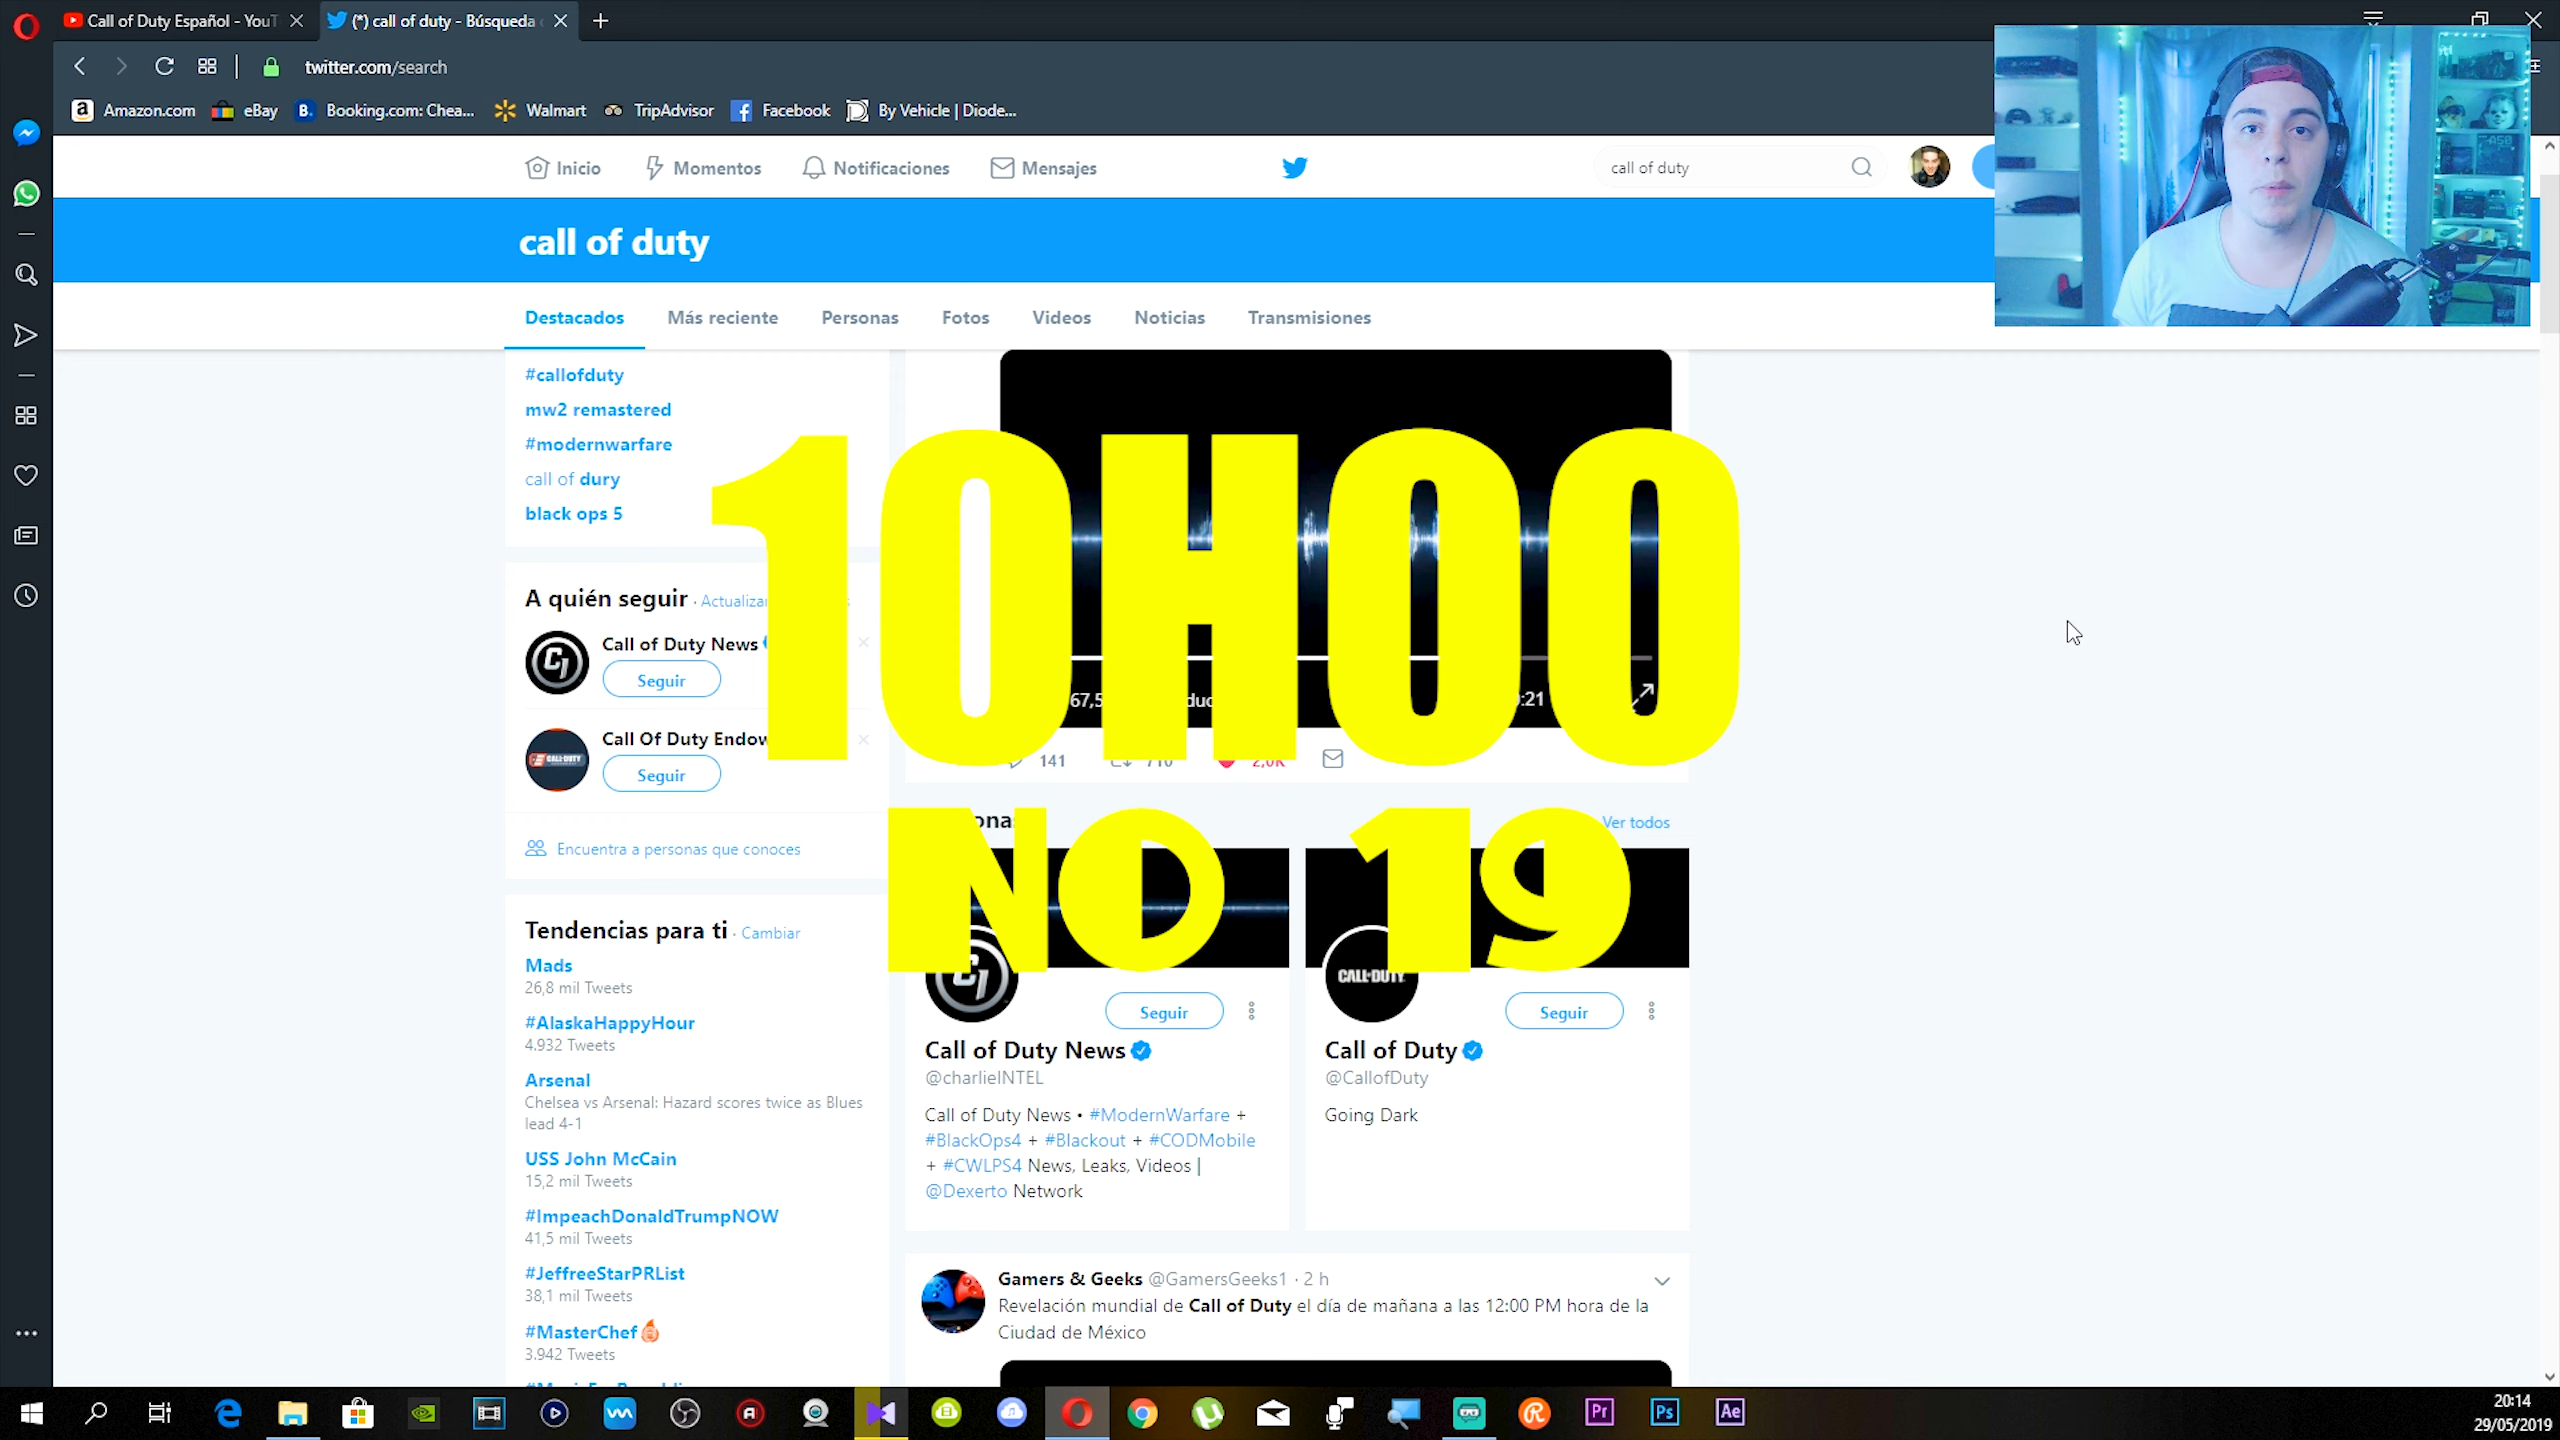 Call of Duty Español - YouT
(*) call of duty - Búsqueda
twitter.com/search
Amazon.com
eBay
Booking.com: Chea...
Walmart
TripAdvisor
Facebook
By Vehicle | Diode...
Inicio
Momentos
Notificaciones
Mensajes
call of duty
call of duty
Destacados
Más reciente
Personas
Fotos
Videos
Noticias
Transmisiones
#callofduty
mw2 remastered
#modernwarfare
call of dury
black ops 5
10H00
NO 19
A quién seguir ·
Call of Duty News
Seguir
Call Of Duty
Seguir
Encuentra a personas que conoces
Tendencias para ti · Cambiar
Mads
26,8 mil Tweets
#AlaskaHappyHour
4.932 Tweets
Arsenal
Chelsea vs Arsenal: Hazard scores twice as Blues
lead 4-1
USS John McCain
15,2 mil Tweets
#ImpeachDonaldTrumpNOW
41,5 mil Tweets
#JeffreeStarPRList
38,1 mil Tweets
#MasterChef
3.942 Tweets
141
Ver todos
CALL OF DUTY
Seguir
Seguir
Call of Duty News
@charlieINTEL
Call of Duty News • #ModernWarfare +
#BlackOps4 + #Blackout + #CODMobile
+ #CWLPS4 News, Leaks, Videos |
@Dexerto Network
Call of Duty
@CallofDuty
Going Dark
Gamers & Geeks @GamersGeeks1 · 2 h
Revelación mundial de Call of Duty el día de mañana a las 12:00 PM hora de la
Ciudad de México
Pr
Ps
Ae
20:14
29/05/2019